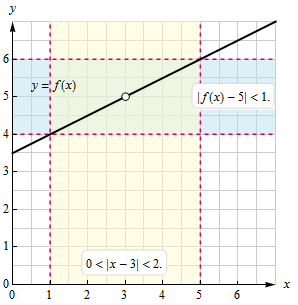 y
6
y = f(x)
5
|f(x) − 5| < 1.
4
3
2
1
0 < |x − 3| < 2.
0
0 1 2 3 4 5 6 x